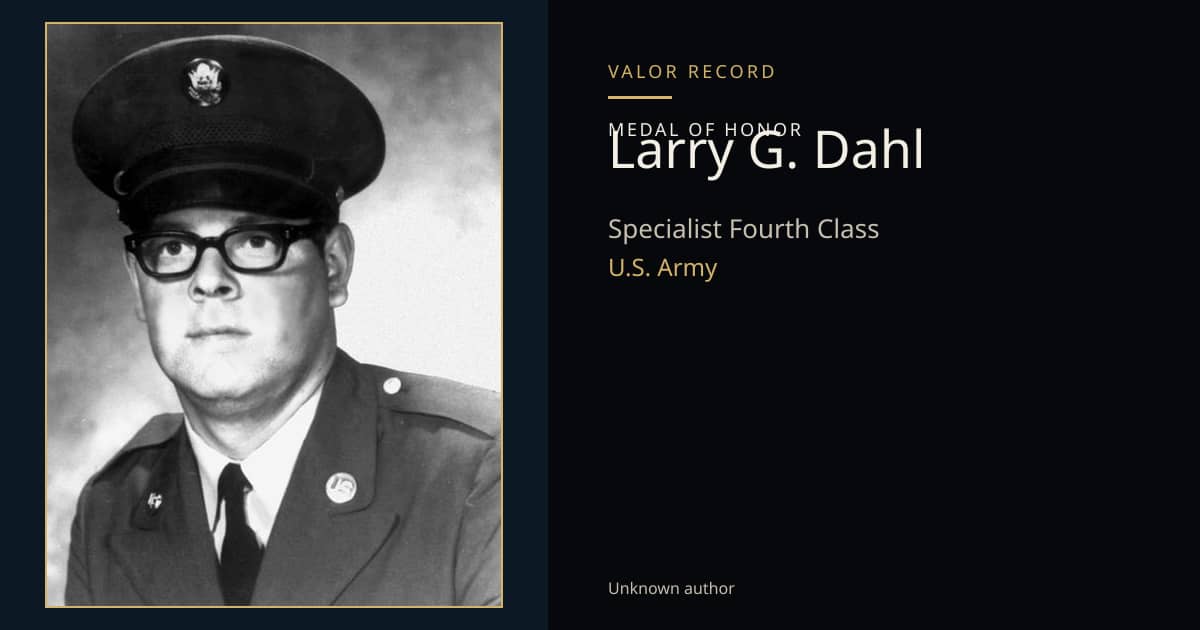 VALOR RECORD
MEDAL OF HONOR
Larry G. Dahl
Specialist Fourth Class
U.S. Army
Unknown author